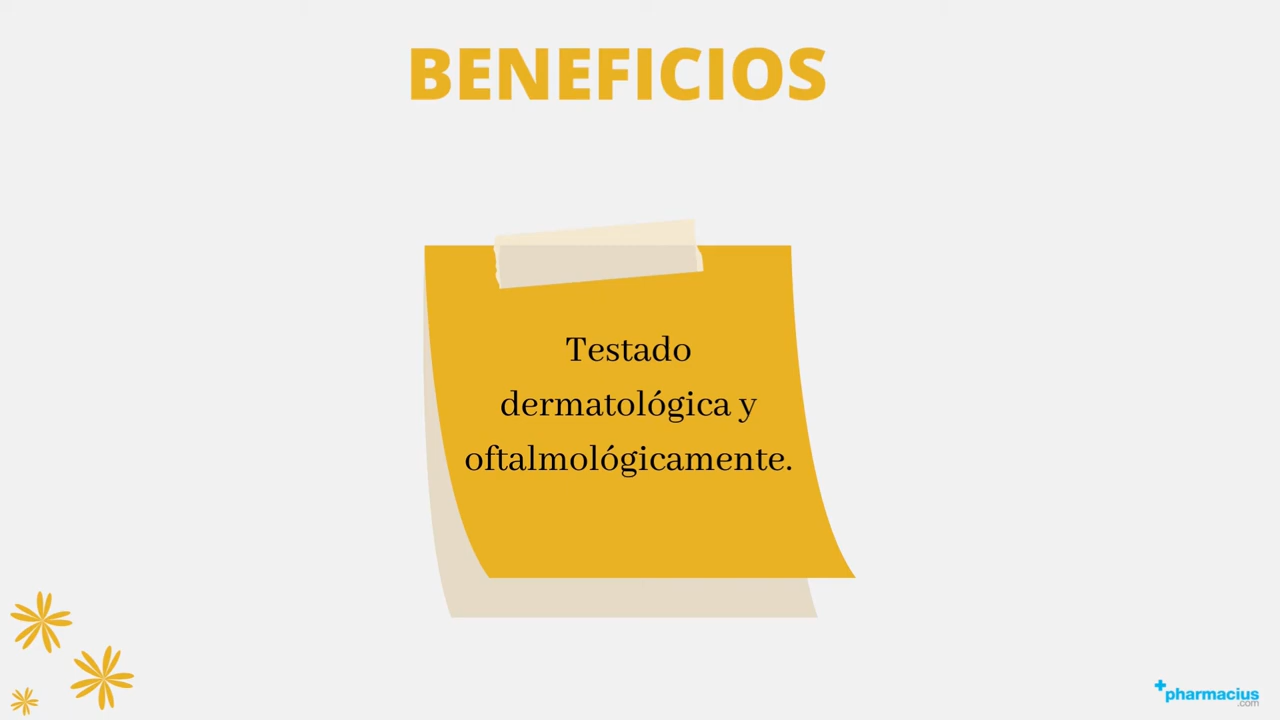 BENEFICIOS
Testado
dermatológica y
oftalmológicamente.
pharmacius
.com